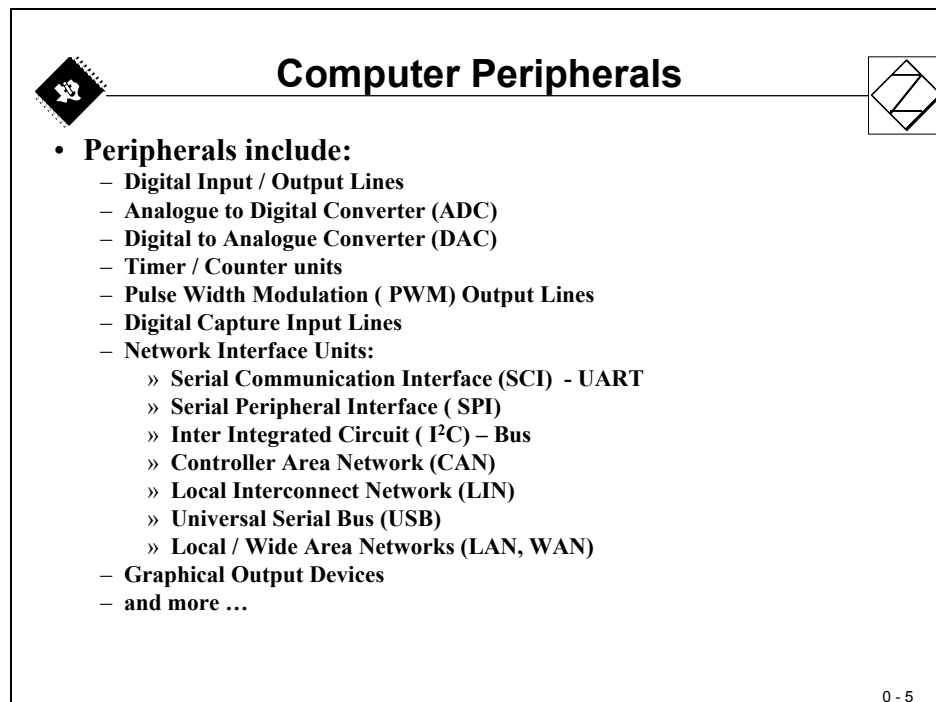 Computer Peripherals
• Peripherals include:
– Digital Input / Output Lines
– Analogue to Digital Converter (ADC)
– Digital to Analogue Converter (DAC)
– Timer / Counter units
– Pulse Width Modulation ( PWM) Output Lines
– Digital Capture Input Lines
– Network Interface Units:
» Serial Communication Interface (SCI) - UART
» Serial Peripheral Interface ( SPI)
» Inter Integrated Circuit ( I²C) – Bus
» Controller Area Network (CAN)
» Local Interconnect Network (LIN)
» Universal Serial Bus (USB)
» Local / Wide Area Networks (LAN, WAN)
– Graphical Output Devices
– and more …
0 - 5